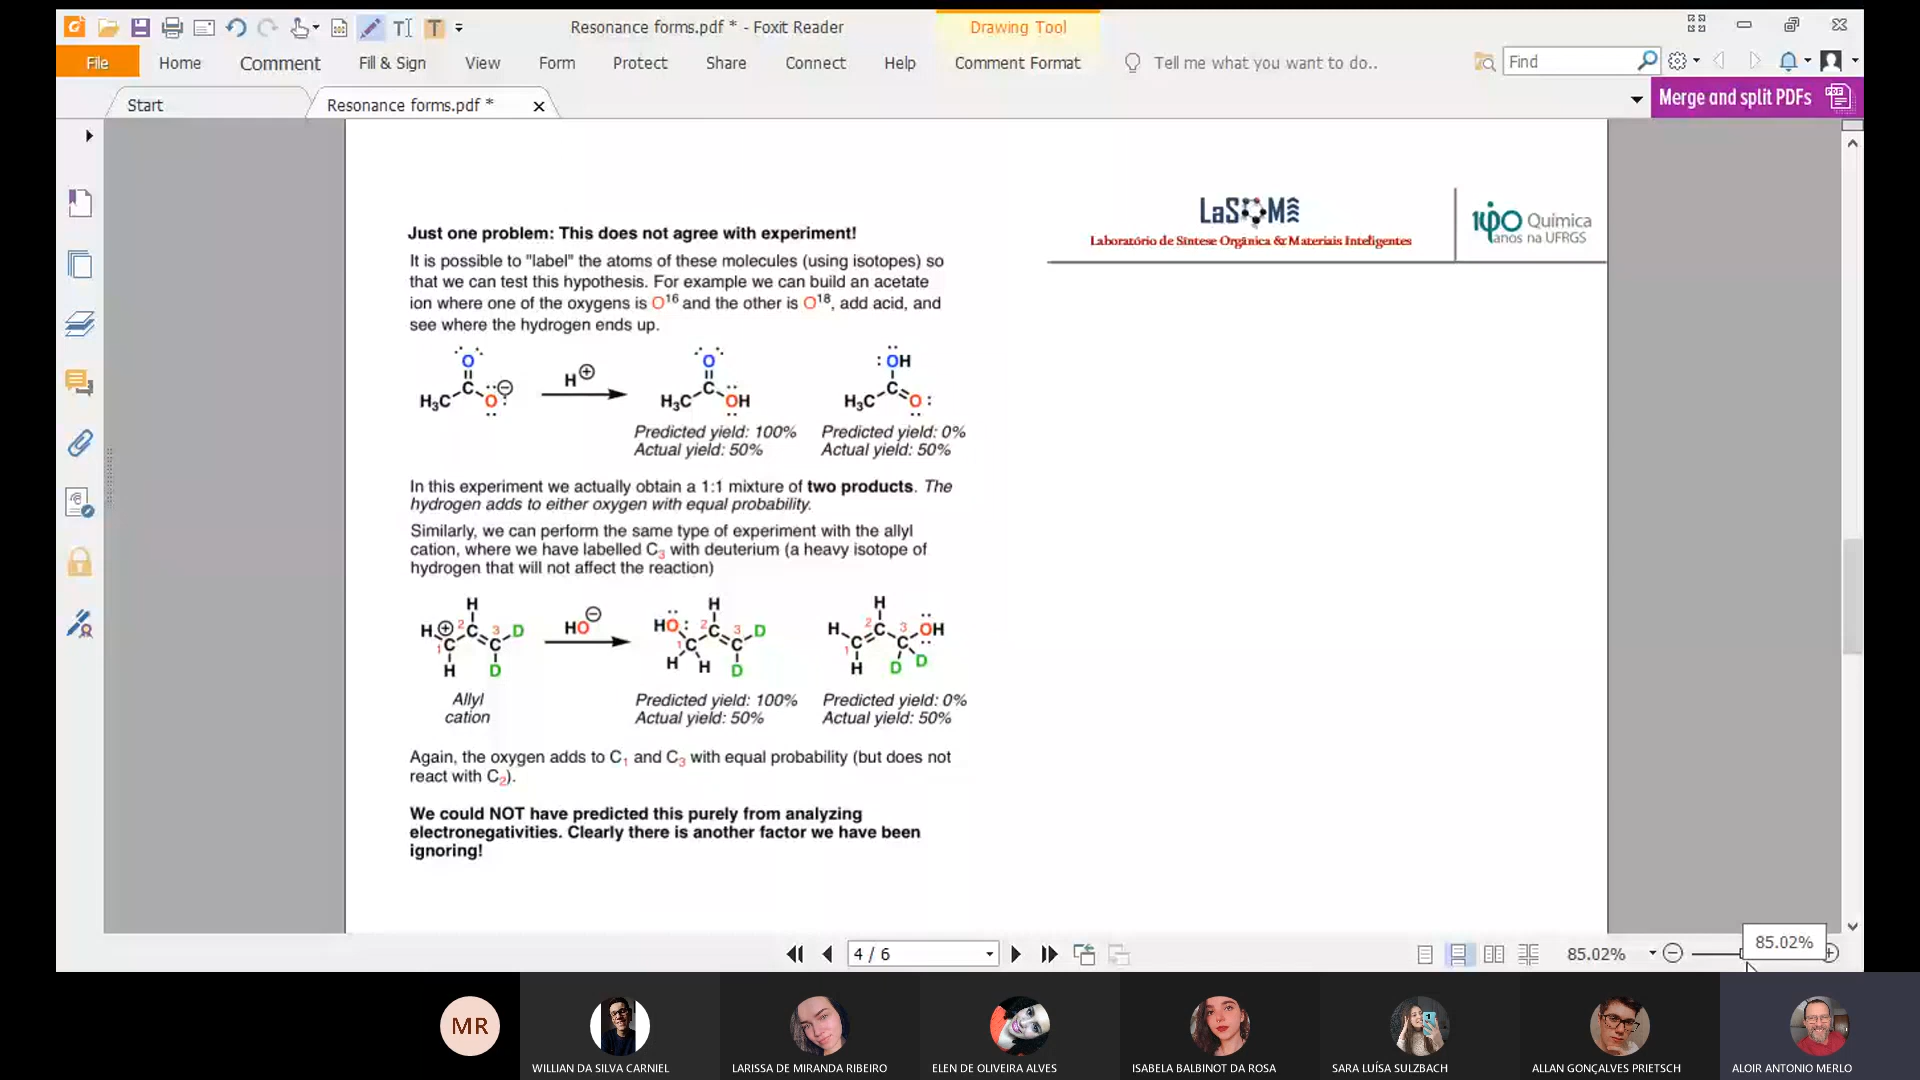 Resonance forms.pdf * - Foxit Reader
Drawing Tool
File
Home
Comment
Fill & Sign
View
Form
Protect
Share
Connect
Help
Comment Format
Tell me what you want to do..
Find
Start
Resonance forms.pdf *
Merge and split PDFs
LaSOMI
Laboratório de Síntese Orgânica & Materiais Inteligentes
Química
anos na UFRGS
Just one problem: This does not agree with experiment!
It is possible to "label" the atoms of these molecules (using isotopes) so
that we can test this hypothesis. For example we can build an acetate
ion where one of the oxygens is O¹⁶ and the other is O¹⁸, add acid, and
see where the hydrogen ends up.
O
H₃C C O ⊖
H ⊕
O
H₃C C OH
OH
H₃C C O
Predicted yield: 100%
Actual yield: 50%
Predicted yield: 0%
Actual yield: 50%
In this experiment we actually obtain a 1:1 mixture of two products. The
hydrogen adds to either oxygen with equal probability.
Similarly, we can perform the same type of experiment with the allyl
cation, where we have labelled C₃ with deuterium (a heavy isotope of
hydrogen that will not affect the reaction)
H
H ⊕ 2 C 3 D
1 C C
H D
HO ⊖
H
HO 2 C 3 D
1 C C
H H D
H
H 2 C 3 OH
1 C C
H D D
Allyl
cation
Predicted yield: 100%
Actual yield: 50%
Predicted yield: 0%
Actual yield: 50%
Again, the oxygen adds to C₁ and C₃ with equal probability (but does not
react with C₂).
We could NOT have predicted this purely from analyzing
electronegativities. Clearly there is another factor we have been
ignoring!
4 / 6
85.02%
85.02%
MR
WILLIAN DA SILVA CARNIEL
LARISSA DE MIRANDA RIBEIRO
ELEN DE OLIVEIRA ALVES
ISABELA BALBINOT DA ROSA
SARA LUÍSA SULZBACH
ALLAN GONÇALVES PRIETSCH
ALOIR ANTONIO MERLO